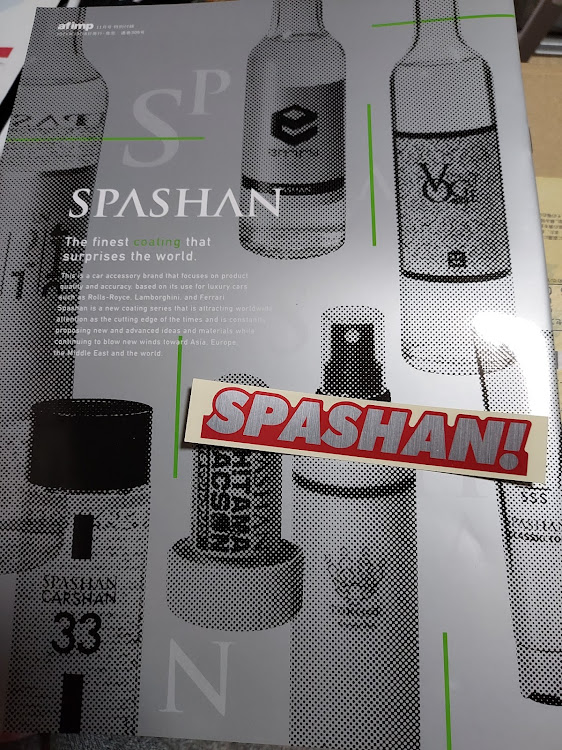 afimp
SP
SPASHAN
The finest coating that
surprises the world.
This is a car accessory brand that focuses on product
quality and accuracy, based on its use for luxury cars
such as Rolls-Royce, Lamborghini, and Ferrari.
Spashan is a new coating series that is attracting worldwide
attention as the cutting edge of the times and is constantly
proposing new and advanced ideas and materials while
continuing to blow new winds toward Asia, Europe,
the Middle East and the world.
SPASHAN!
555
SPASHAN
SPASHAN
CARSHAN
33
N